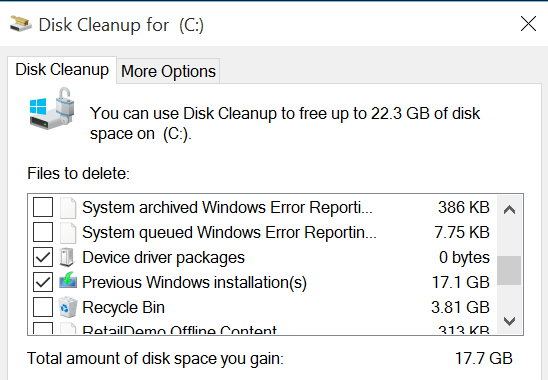 Disk Cleanup for (C:)
Disk Cleanup
More Options
You can use Disk Cleanup to free up to 22.3 GB of disk
space on (C:).
Files to delete:
System archived Windows Error Reporti... 386 KB
System queued Windows Error Reportin... 7.75 KB
Device driver packages 0 bytes
Previous Windows installation(s) 17.1 GB
Recycle Bin 3.81 GB
RetailDemo Offline Content 313 KB
Total amount of disk space you gain: 17.7 GB